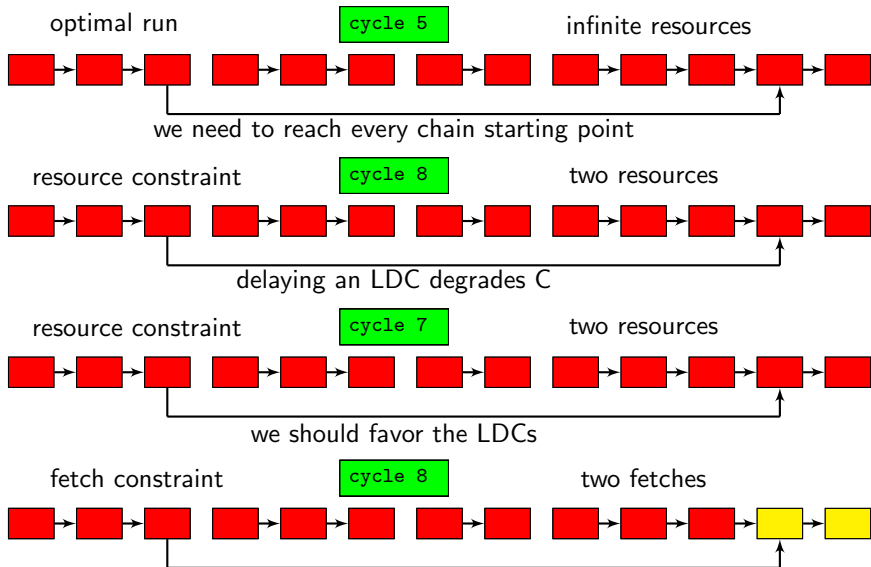 optimal run cycle 5 infinite resources
we need to reach every chain starting point
resource constraint cycle 8 two resources
delaying an LDC degrades C
resource constraint cycle 7 two resources
we should favor the LDCs
fetch constraint cycle 8 two fetches